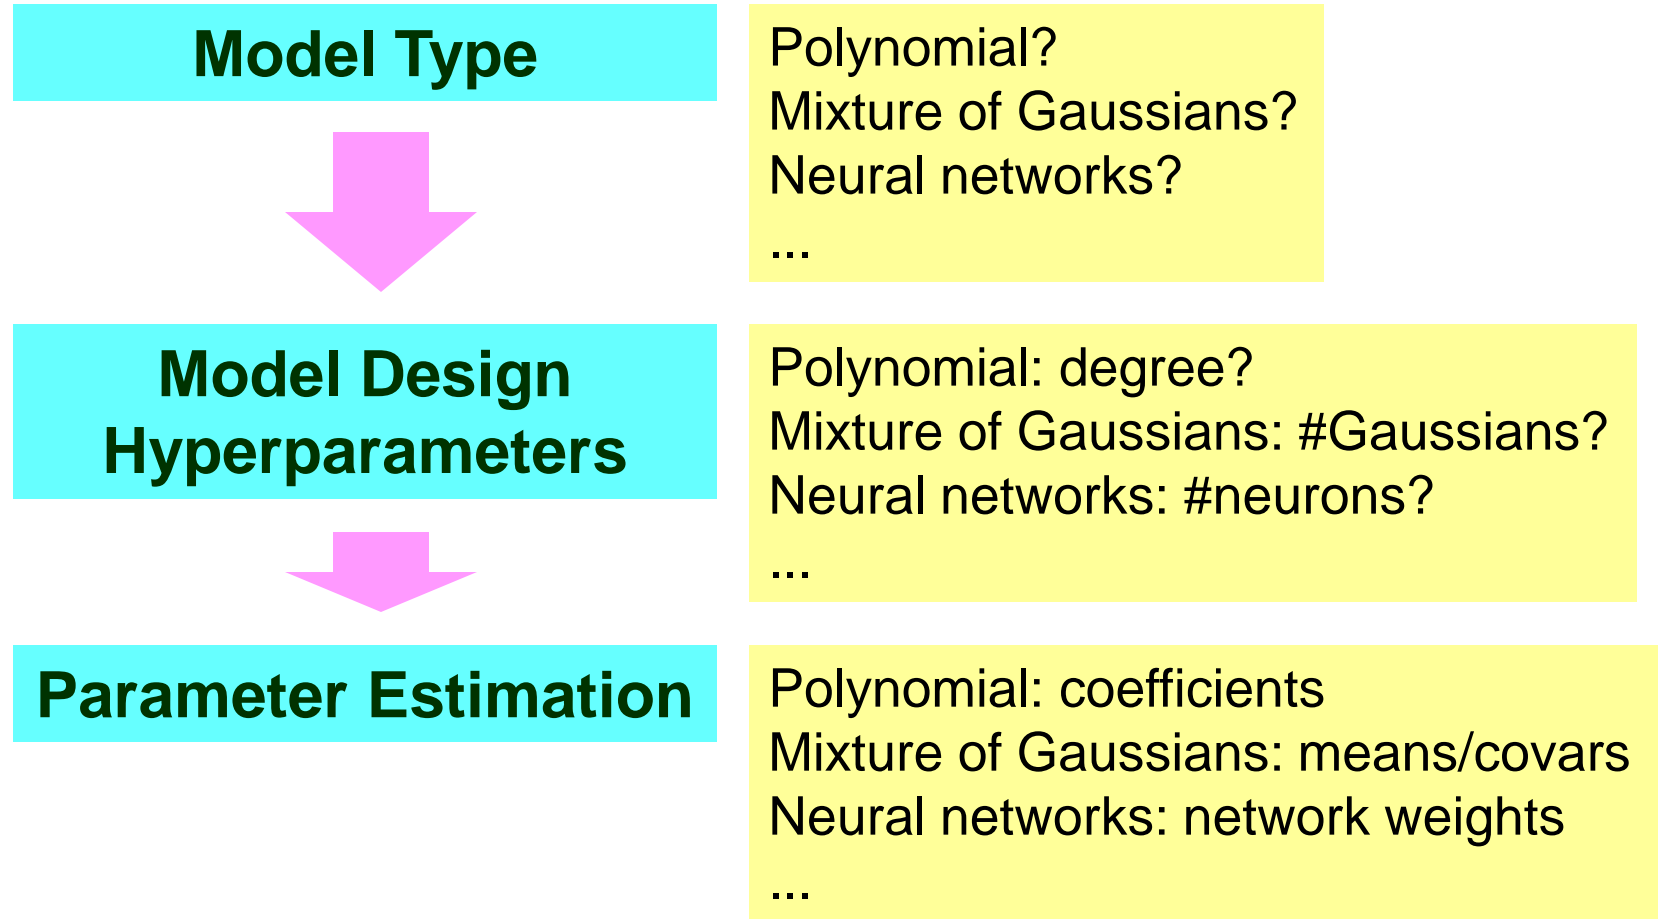 Model Type
Polynomial?
Mixture of Gaussians?
Neural networks?
...
Model Design
Hyperparameters
Polynomial: degree?
Mixture of Gaussians: #Gaussians?
Neural networks: #neurons?
...
Parameter Estimation
Polynomial: coefficients
Mixture of Gaussians: means/covars
Neural networks: network weights
...